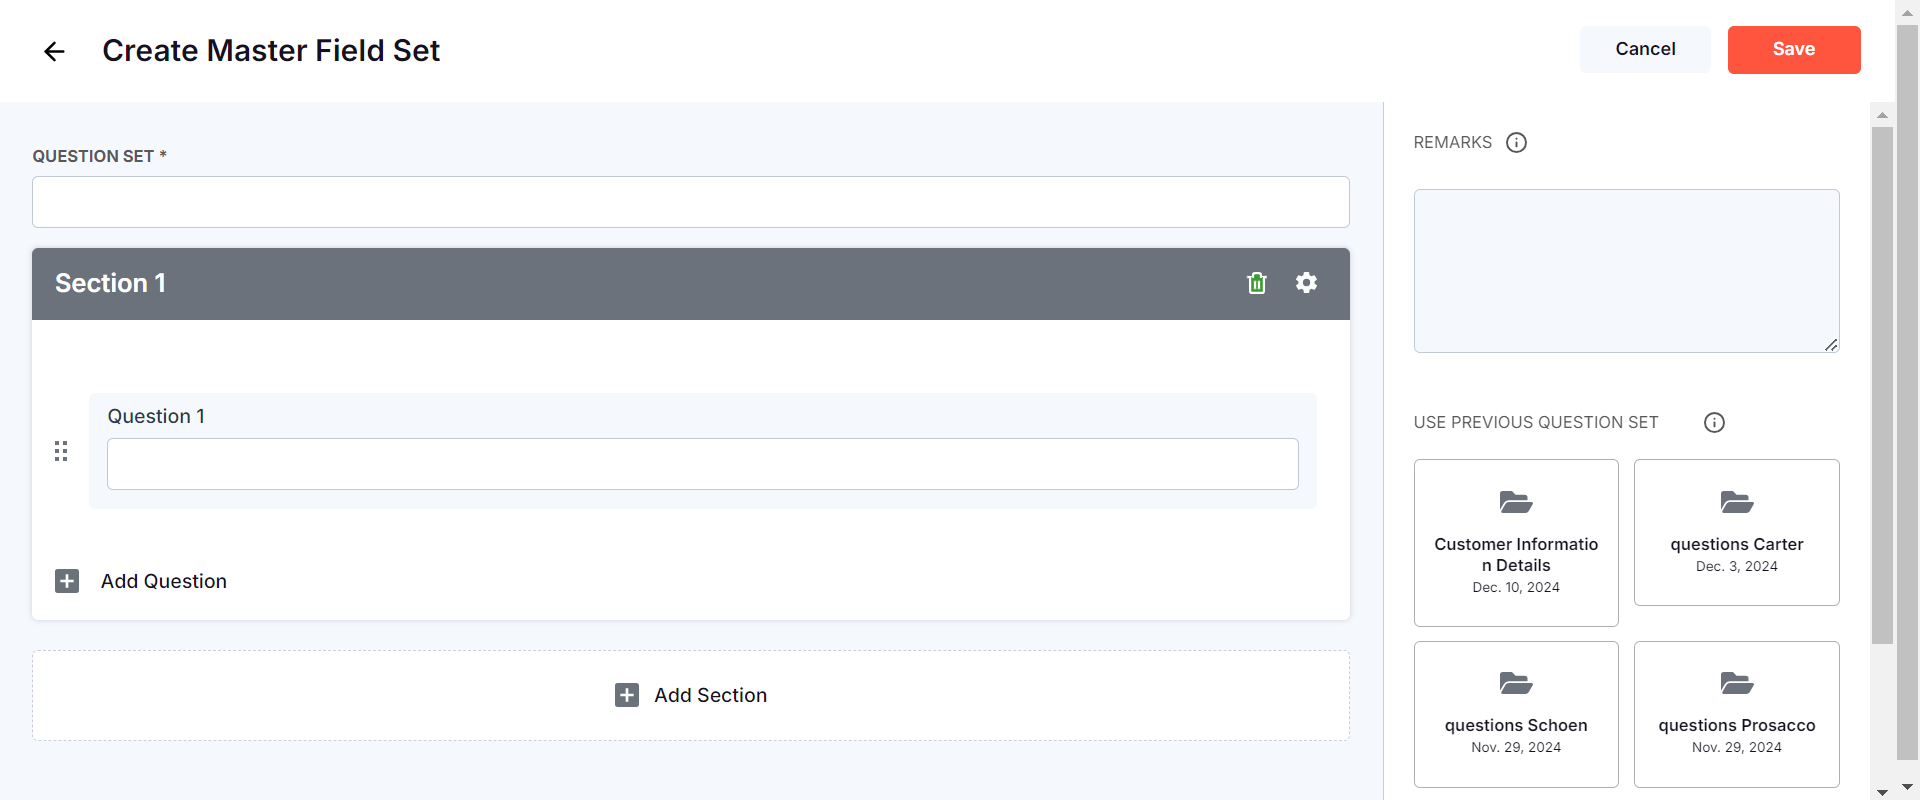 Create Master Field Set
Cancel
Save
QUESTION SET *
Section 1
Question 1
Add Question
Add Section
REMARKS
USE PREVIOUS QUESTION SET
Customer Informatio
n Details
Dec. 10, 2024
questions Carter
Dec. 3, 2024
questions Schoen
Nov. 29, 2024
questions Prosacco
Nov. 29, 2024